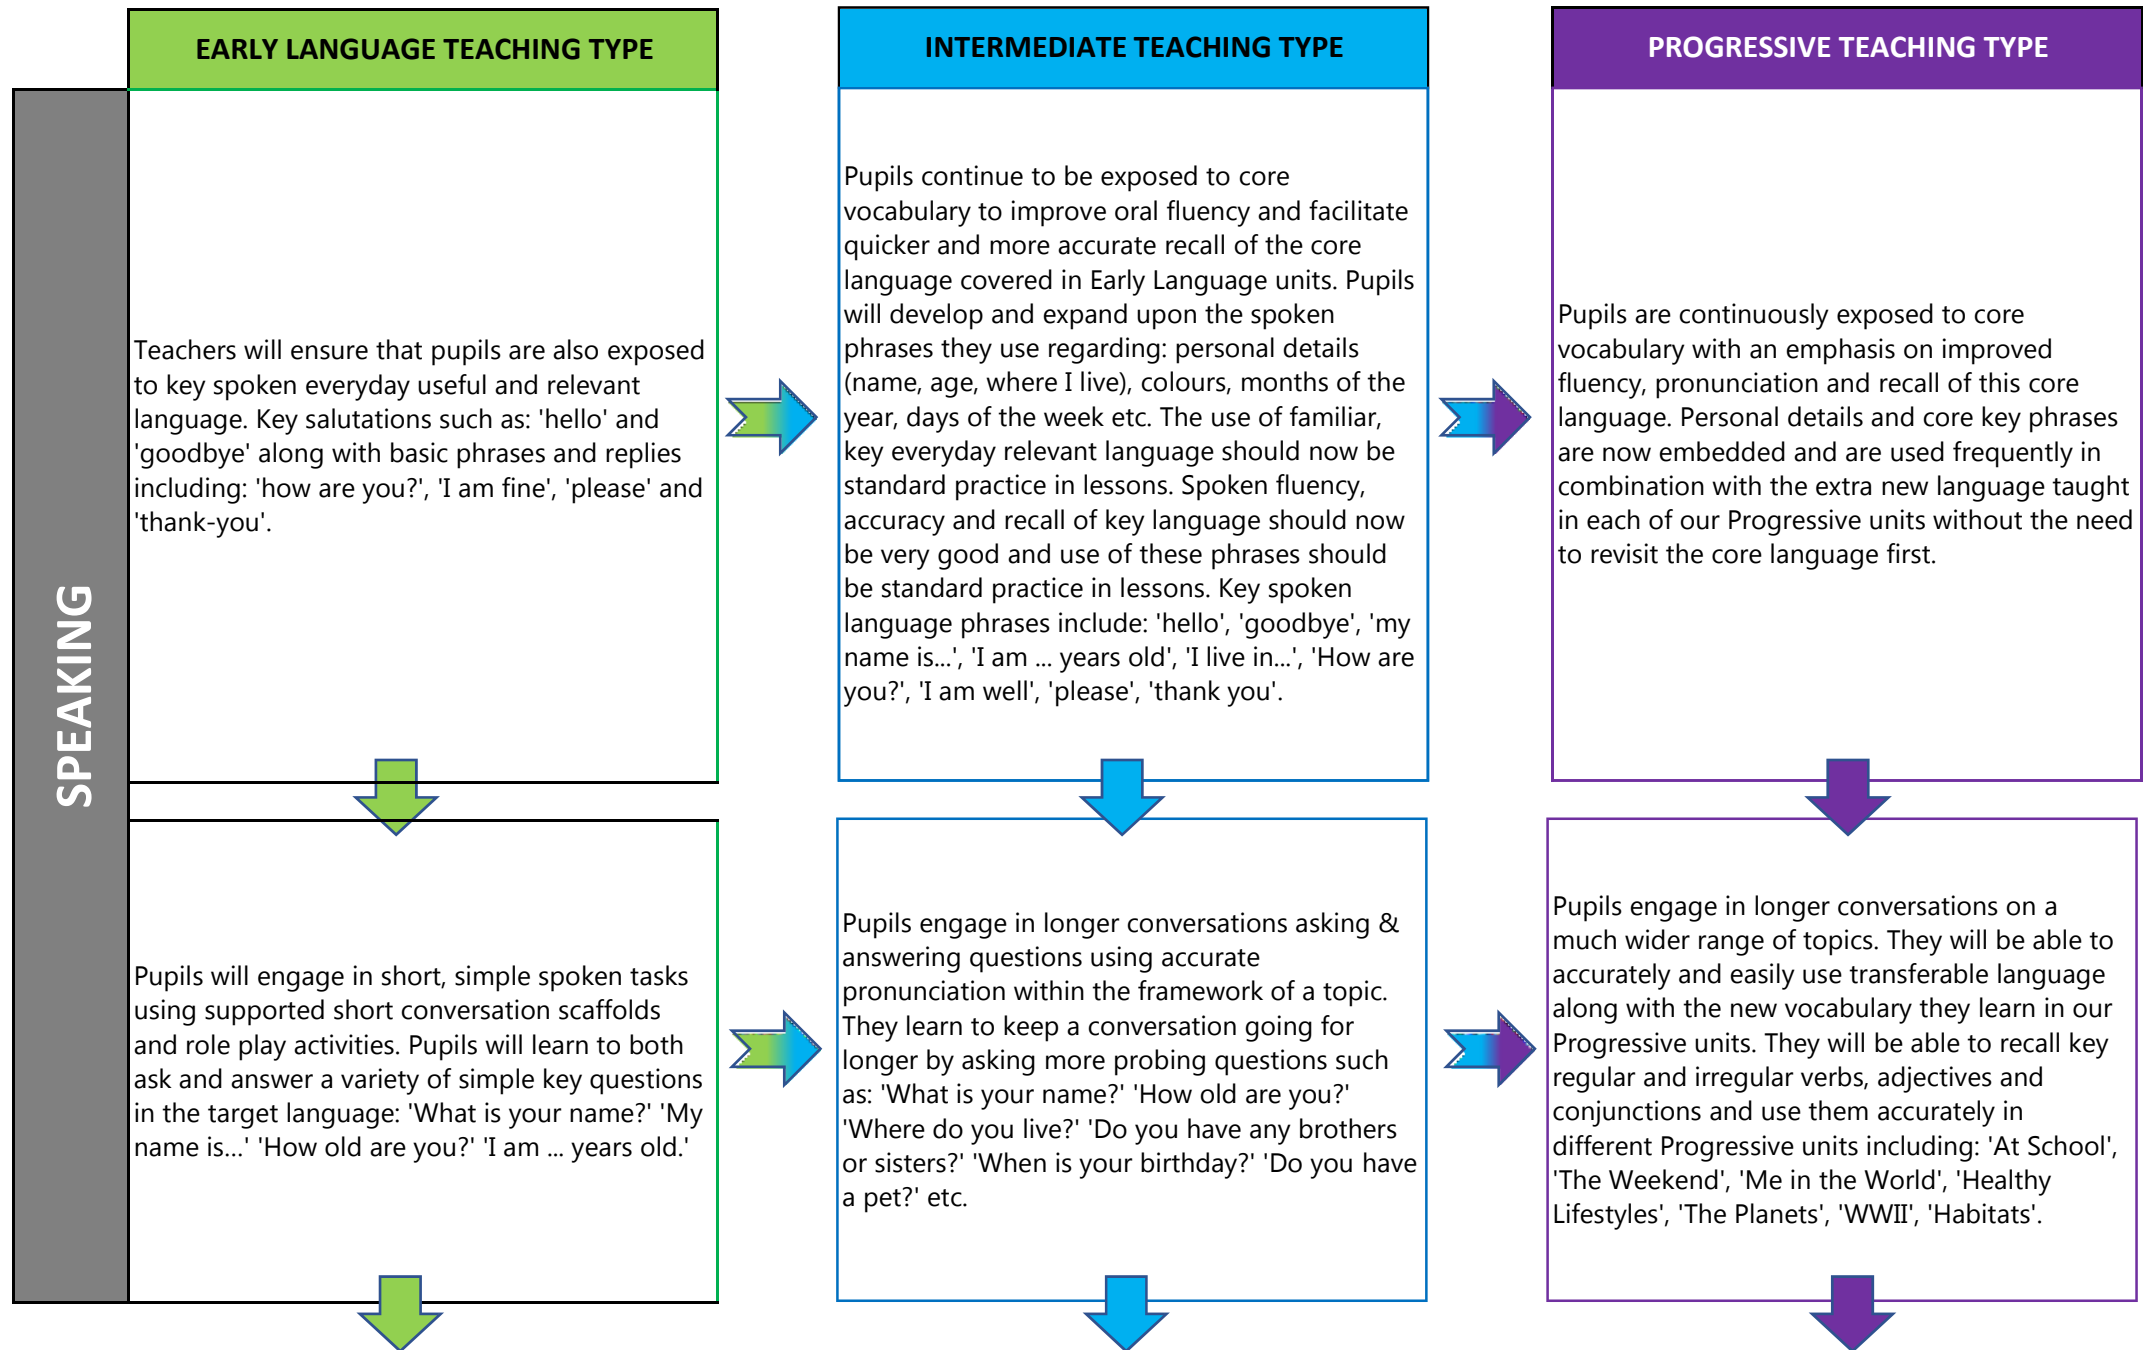 EARLY LANGUAGE TEACHING TYPE
INTERMEDIATE TEACHING TYPE
PROGRESSIVE TEACHING TYPE
SPEAKING
Teachers will ensure that pupils are also exposed
to key spoken everyday useful and relevant
language. Key salutations such as: 'hello' and
'goodbye' along with basic phrases and replies
including: 'how are you?', 'I am fine', 'please' and
'thank-you'.
Pupils continue to be exposed to core
vocabulary to improve oral fluency and facilitate
quicker and more accurate recall of the core
language covered in Early Language units. Pupils
will develop and expand upon the spoken
phrases they use regarding: personal details
(name, age, where I live), colours, months of the
year, days of the week etc. The use of familiar,
key everyday relevant language should now be
standard practice in lessons. Spoken fluency,
accuracy and recall of key language should now
be very good and use of these phrases should
be standard practice in lessons. Key spoken
language phrases include: 'hello', 'goodbye', 'my
name is...', 'I am ... years old', 'I live in...', 'How are
you?', 'I am well', 'please', 'thank you'.
Pupils are continuously exposed to core
vocabulary with an emphasis on improved
fluency, pronunciation and recall of this core
language. Personal details and core key phrases
are now embedded and are used frequently in
combination with the extra new language taught
in each of our Progressive units without the need
to revisit the core language first.
Pupils will engage in short, simple spoken tasks
using supported short conversation scaffolds
and role play activities. Pupils will learn to both
ask and answer a variety of simple key questions
in the target language: 'What is your name?' 'My
name is...' 'How old are you?' 'I am ... years old.'
Pupils engage in longer conversations asking &
answering questions using accurate
pronunciation within the framework of a topic.
They learn to keep a conversation going for
longer by asking more probing questions such
as: 'What is your name?' 'How old are you?'
'Where do you live?' 'Do you have any brothers
or sisters?' 'When is your birthday?' 'Do you have
a pet?' etc.
Pupils engage in longer conversations on a
much wider range of topics. They will be able to
accurately and easily use transferable language
along with the new vocabulary they learn in our
Progressive units. They will be able to recall key
regular and irregular verbs, adjectives and
conjunctions and use them accurately in
different Progressive units including: 'At School',
'The Weekend', 'Me in the World', 'Healthy
Lifestyles', 'The Planets', 'WWII', 'Habitats'.